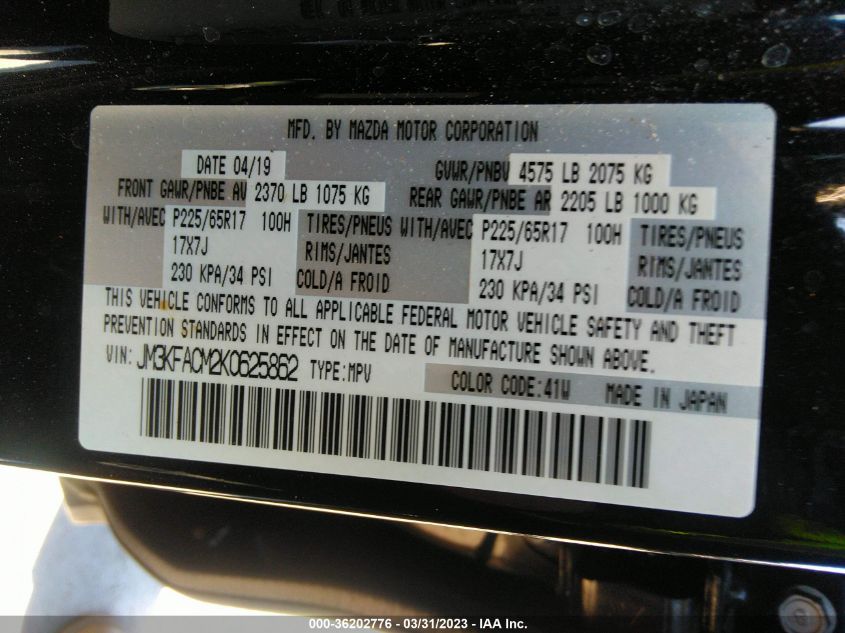 MFD. BY MAZDA MOTOR CORPORATION
DATE 04/19 GVWR/PNBV 4575 LB 2075 KG
FRONT GAWR/PNBE AV 2370 LB 1075 KG REAR GAWR/PNBE AR 2205 LB 1000 KG
WITH/AVEC P225/65R17 100H TIRES/PNEUS WITH/AVEC P225/65R17 100H TIRES/PNEUS
17X7J RIMS/JANTES 17X7J RIMS/JANTES
230 KPA/34 PSI COLD/A FROID 230 KPA/34 PSI COLD/A FROID
THIS VEHICLE CONFORMS TO ALL APPLICABLE FEDERAL MOTOR VEHICLE SAFETY AND THEFT
PREVENTION STANDARDS IN EFFECT ON THE DATE OF MANUFACTURE SHOWN ABOVE.
VIN: JM3KFACM2K0625862 TYPE:MPV COLOR CODE:41W MADE IN JAPAN
000-36202776 - 03/31/2023 - IAA Inc.